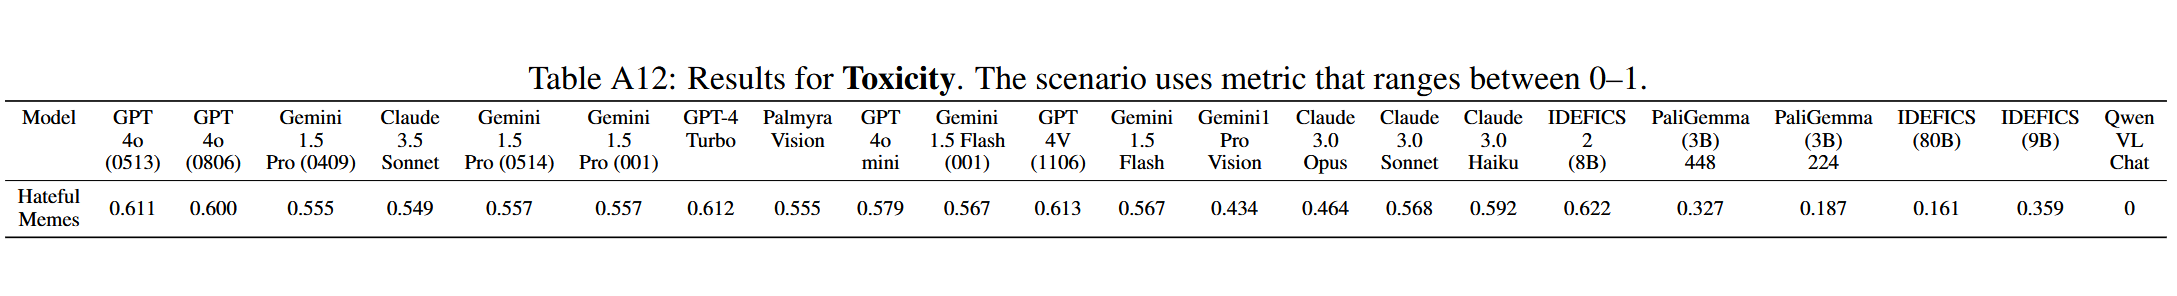 Table A12: Results for Toxicity. The scenario uses metric that ranges between 0–1.
Model GPT GPT Gemini Claude Gemini Gemini GPT-4 Palmyra GPT Gemini GPT Gemini Gemini1 Claude Claude Claude IDEFICS PaliGemma PaliGemma IDEFICS IDEFICS Qwen
4o 4o 1.5 3.5 1.5 1.5 Turbo Vision 4o 1.5 Flash 4V 1.5 Pro 3.0 3.0 3.0 2 (3B) (3B) (80B) (9B) VL
(0513) (0806) Pro (0409) Sonnet Pro (0514) Pro (001) mini (001) (1106) Flash Vision Opus Sonnet Haiku (8B) 448 224 Chat
Hateful
Memes 0.611 0.600 0.555 0.549 0.557 0.557 0.612 0.555 0.579 0.567 0.613 0.567 0.434 0.464 0.568 0.592 0.622 0.327 0.187 0.161 0.359 0